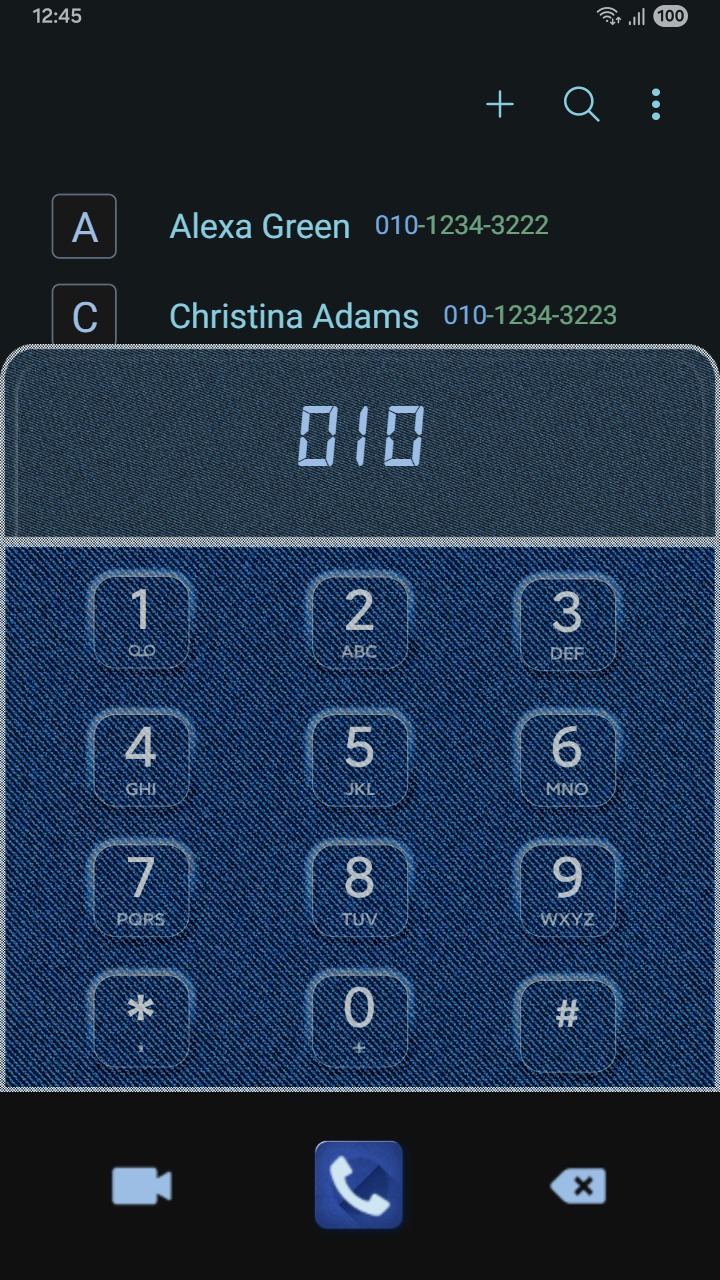 12:45 100
A Alexa Green 010-1234-3222
C Christina Adams 010-1234-3223
010
1 2 3
ABC DEF
4 5 6
GHI JKL MNO
7 8 9
PQRS TUV WXYZ
* 0 #
, +